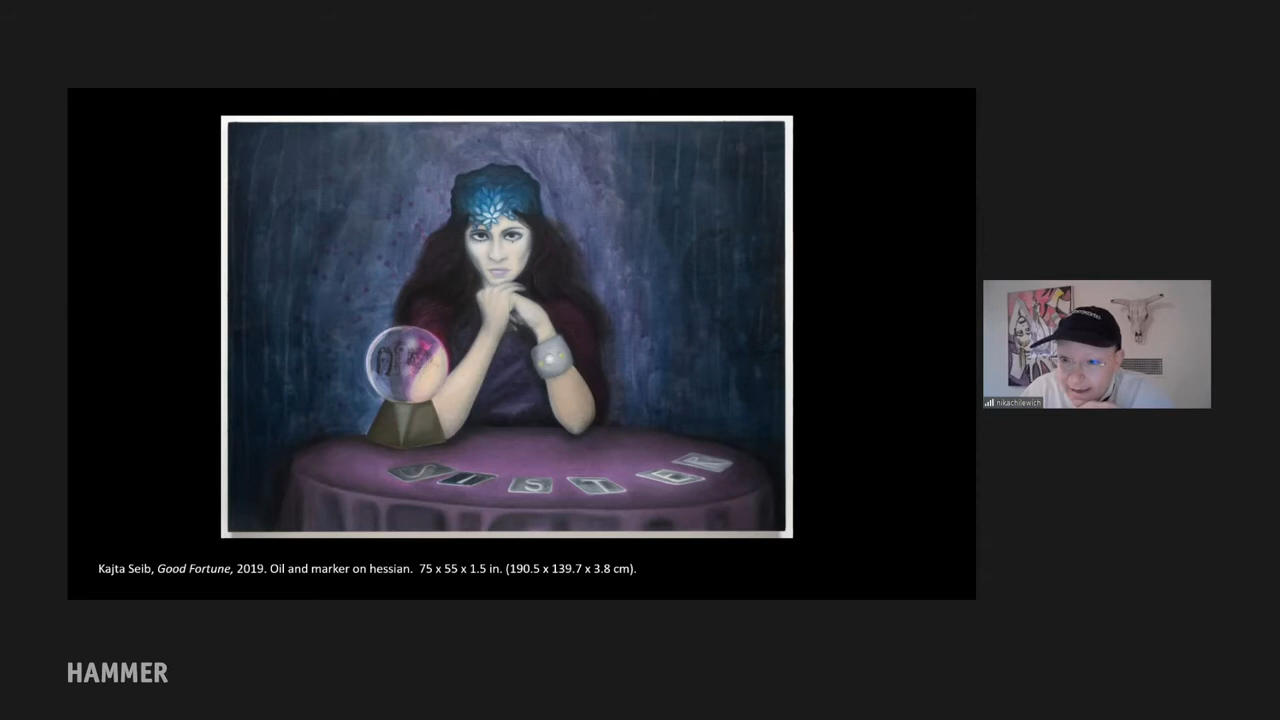 SISTER
Kajta Seib, Good Fortune, 2019. Oil and marker on hessian. 75 x 55 x 1.5 in. (190.5 x 139.7 x 3.8 cm).
nikachilewich
HAMMER